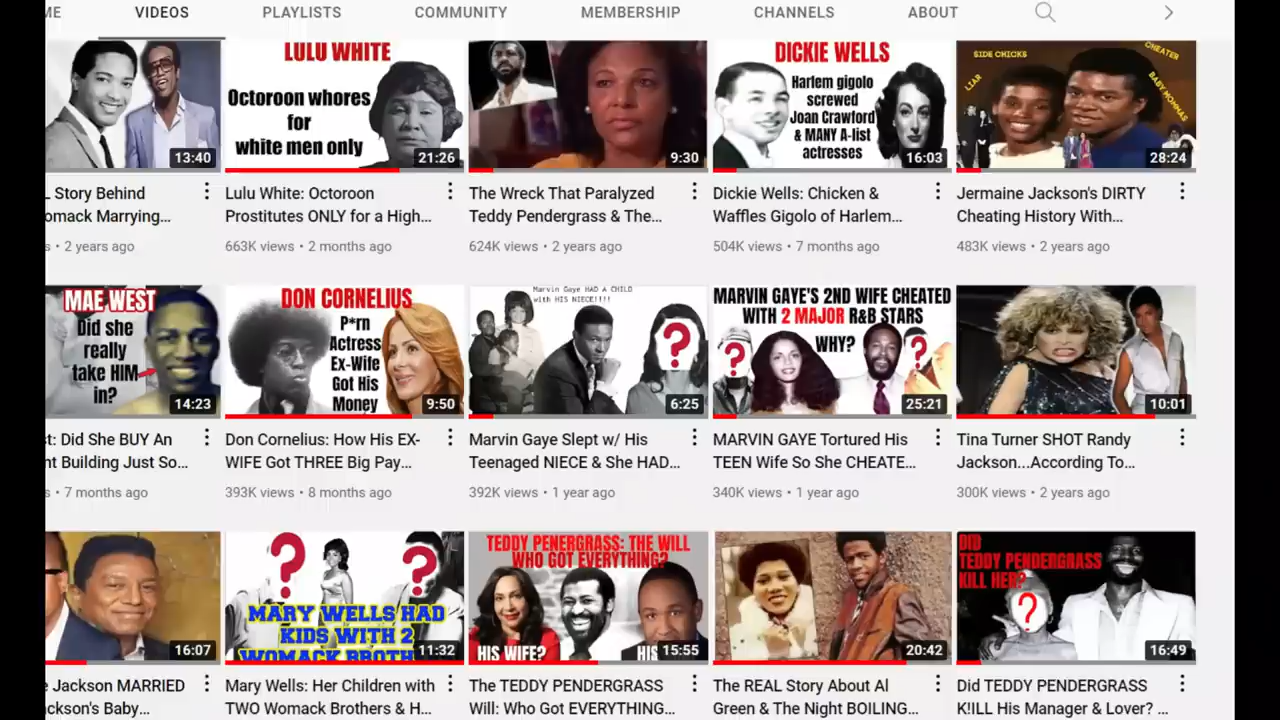 ME VIDEOS PLAYLISTS COMMUNITY MEMBERSHIP CHANNELS ABOUT
13:40
L Story Behind
omack Marrying...
s • 2 years ago
LULU WHITE
Octoroon whores
for
white men only
21:26
Lulu White: Octoroon
Prostitutes ONLY for a High...
663K views • 2 months ago
9:30
The Wreck That Paralyzed
Teddy Pendergrass & The...
624K views • 2 years ago
DICKIE WELLS
Harlem gigolo
screwed
Joan Crawford
& MANY A-list
actresses
16:03
Dickie Wells: Chicken &
Waffles Gigolo of Harlem...
504K views • 7 months ago
SIDE CHICKS
CHEATER
LIAR
BABY MOMMAS
28:24
Jermaine Jackson's DIRTY
Cheating History With...
483K views • 2 years ago
MAE WEST
Did she
really
take HIM
in?
14:23
t: Did She BUY An
nt Building Just So...
• 7 months ago
DON CORNELIUS
P*rn
Actress
Ex-Wife
Got His
Money
9:50
Don Cornelius: How His EX-
WIFE Got THREE Big Pay...
393K views • 8 months ago
Marvin Gaye HAD A CHILD
with HIS NIECE!!!!
?
6:25
Marvin Gaye Slept w/ His
Teenaged NIECE & She HAD...
392K views • 1 year ago
MARVIN GAYE'S 2ND WIFE CHEATED
WITH 2 MAJOR R&B STARS
WHY?
? ?
25:21
MARVIN GAYE Tortured His
TEEN Wife So She CHEATE...
340K views • 1 year ago
10:01
Tina Turner SHOT Randy
Jackson...According To...
300K views • 2 years ago
16:07
e Jackson MARRIED
ckson's Baby...
? ?
MARY WELLS HAD
KIDS WITH 2
WOMACK BROTH
11:32
Mary Wells: Her Children with
TWO Womack Brothers & H...
TEDDY PENERGRASS: THE WILL
WHO GOT EVERYTHING?
HIS WIFE?
HIS
15:55
The TEDDY PENDERGRASS
Will: Who Got EVERYTHING...
20:42
The REAL Story About Al
Green & The Night BOILING...
DID
TEDDY PENDERGRASS
KILL HER?
?
16:49
Did TEDDY PENDERGRASS
K!LL His Manager & Lover? ...